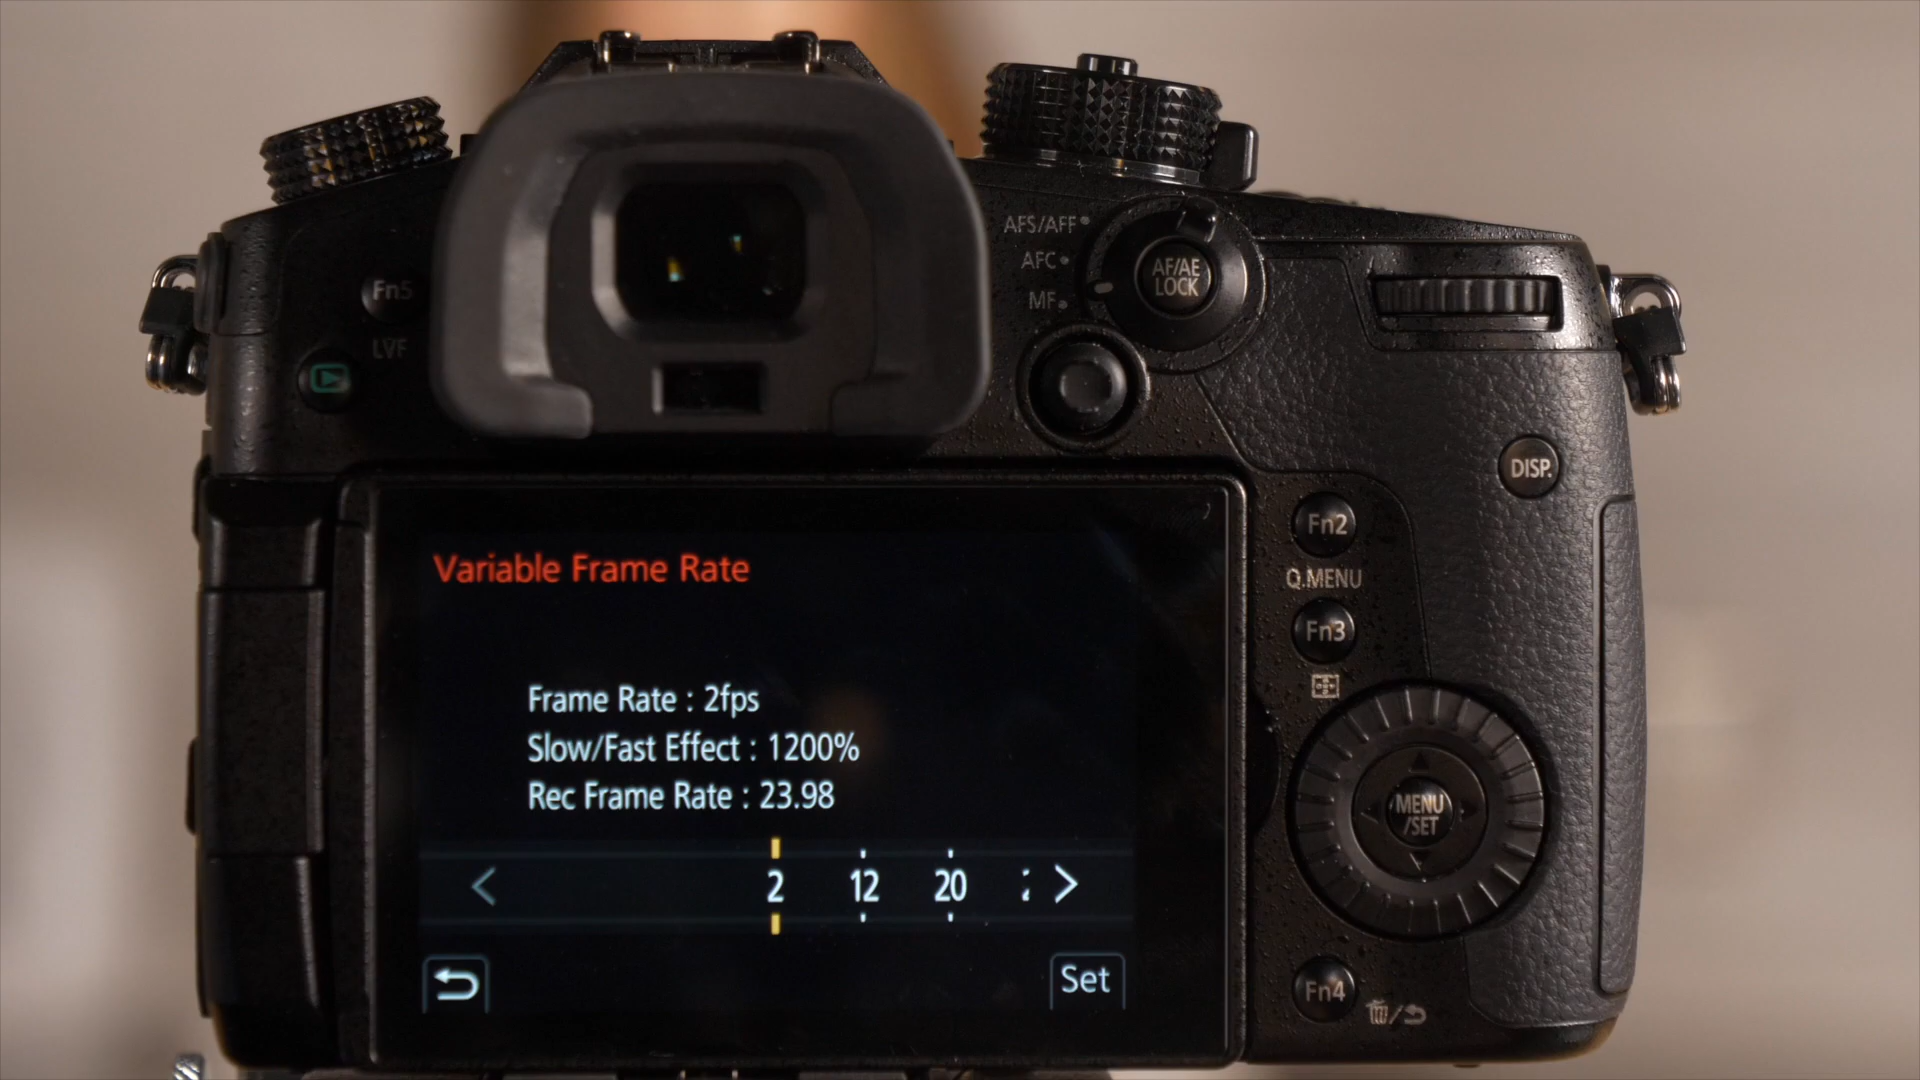 AFS/AFF
AFC
MF
AF/AE
LOCK
Fn5
LVF
DISP.
Fn2
Q.MENU
Fn3
Variable Frame Rate
Frame Rate : 2fps
Slow/Fast Effect : 1200%
Rec Frame Rate : 23.98
2 12 20
MENU
/SET
Set
Fn4